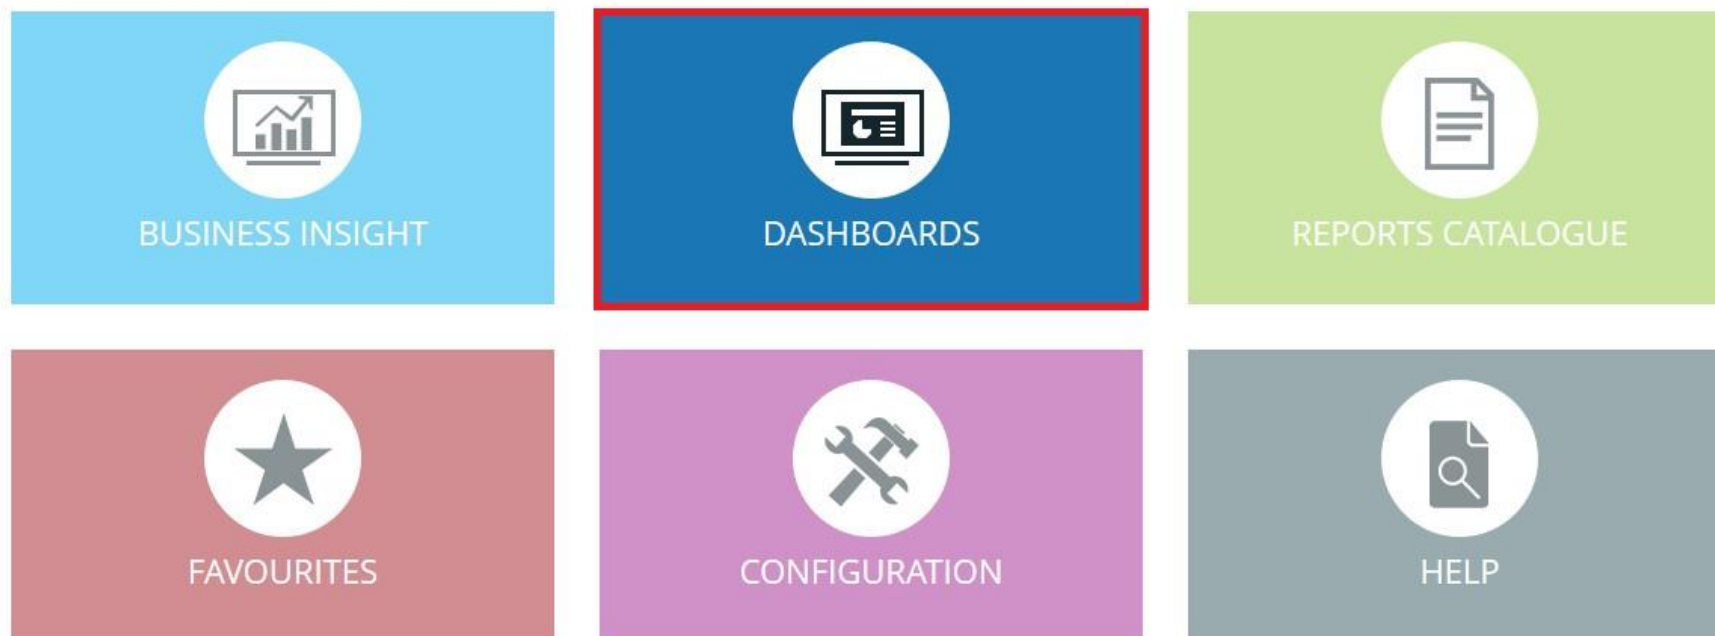 BUSINESS INSIGHT
DASHBOARDS
REPORTS CATALOGUE
FAVOURITES
CONFIGURATION
HELP